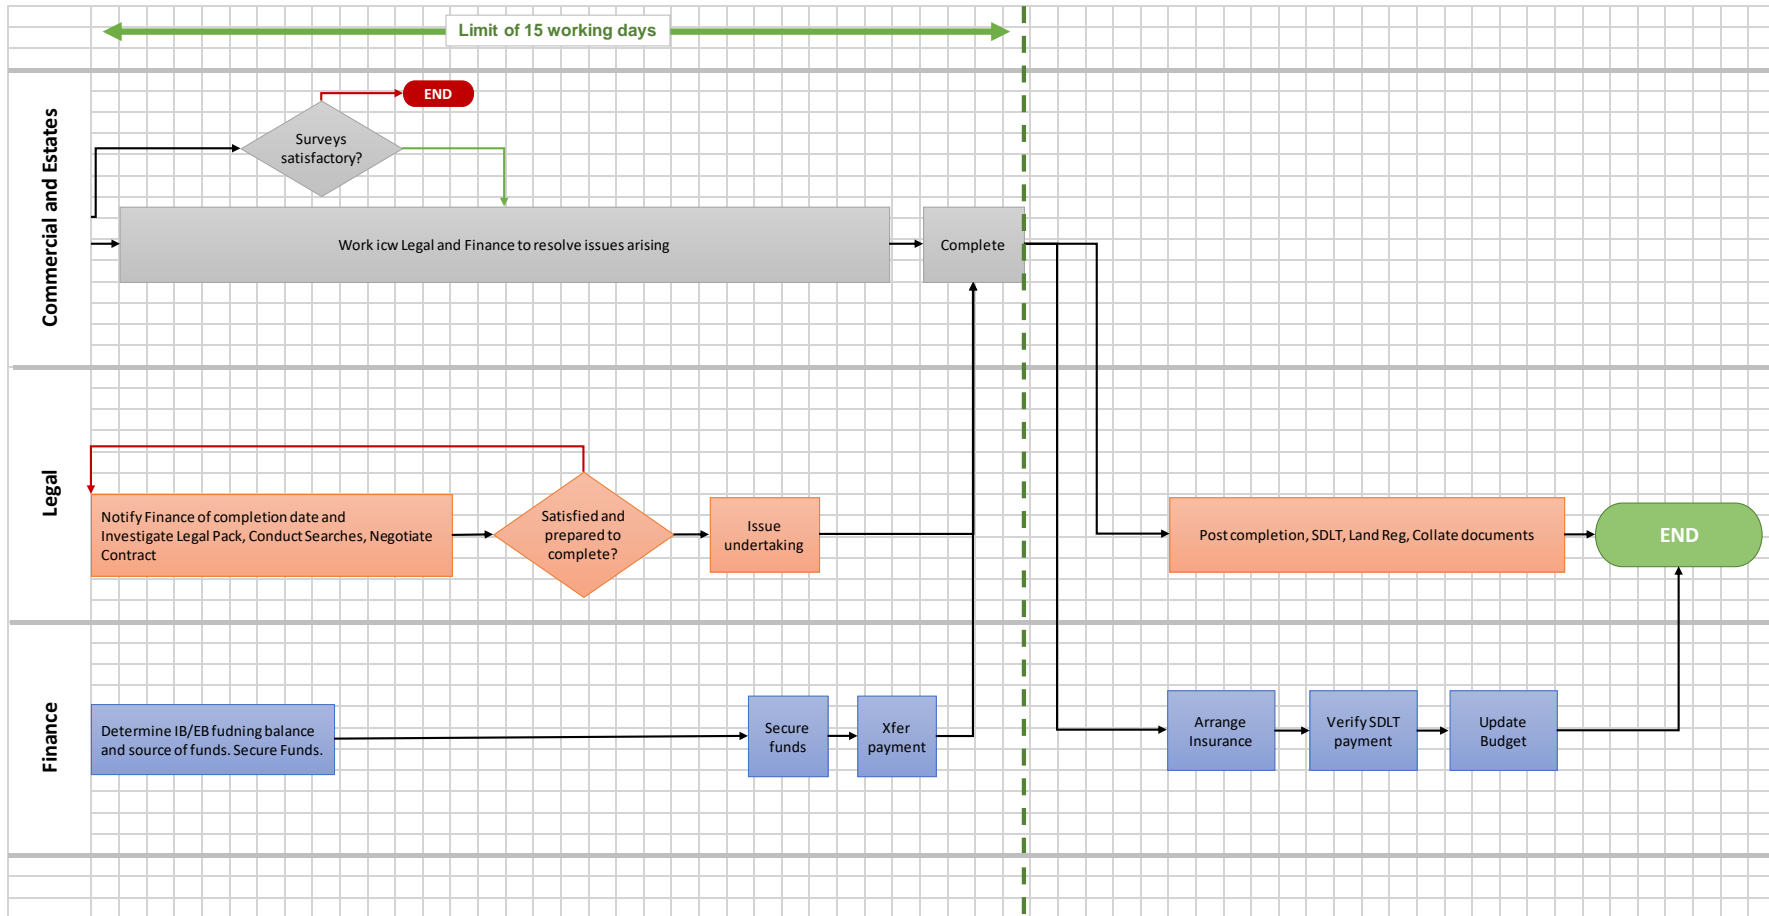 Limit of 15 working days
Commercial and Estates
END
Surveys
satisfactory?
Work icw Legal and Finance to resolve issues arising
Complete
Legal
Notify Finance of completion date and
Investigate Legal Pack, Conduct Searches, Negotiate
Contract
Satisfied and
prepared to
complete?
Issue
undertaking
Post completion, SDLT, Land Reg, Collate documents
END
Finance
Determine IB/EB fudning balance
and source of funds. Secure Funds.
Secure
funds
Xfer
payment
Arrange
Insurance
Verify SDLT
payment
Update
Budget